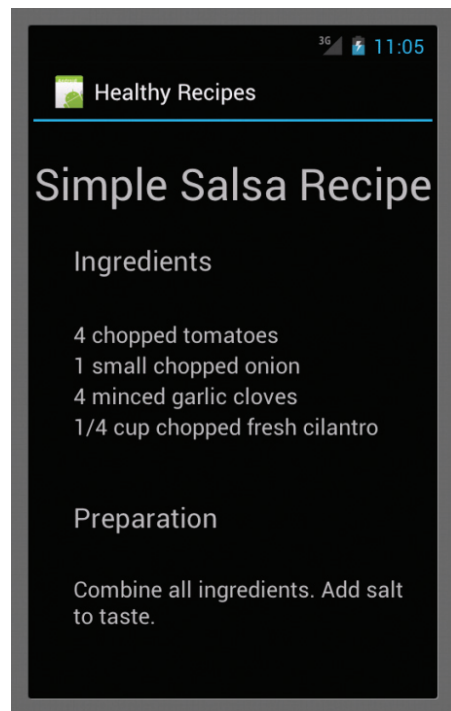 3G 11:05
Healthy Recipes
Simple Salsa Recipe
Ingredients
4 chopped tomatoes
1 small chopped onion
4 minced garlic cloves
1/4 cup chopped fresh cilantro
Preparation
Combine all ingredients. Add salt
to taste.